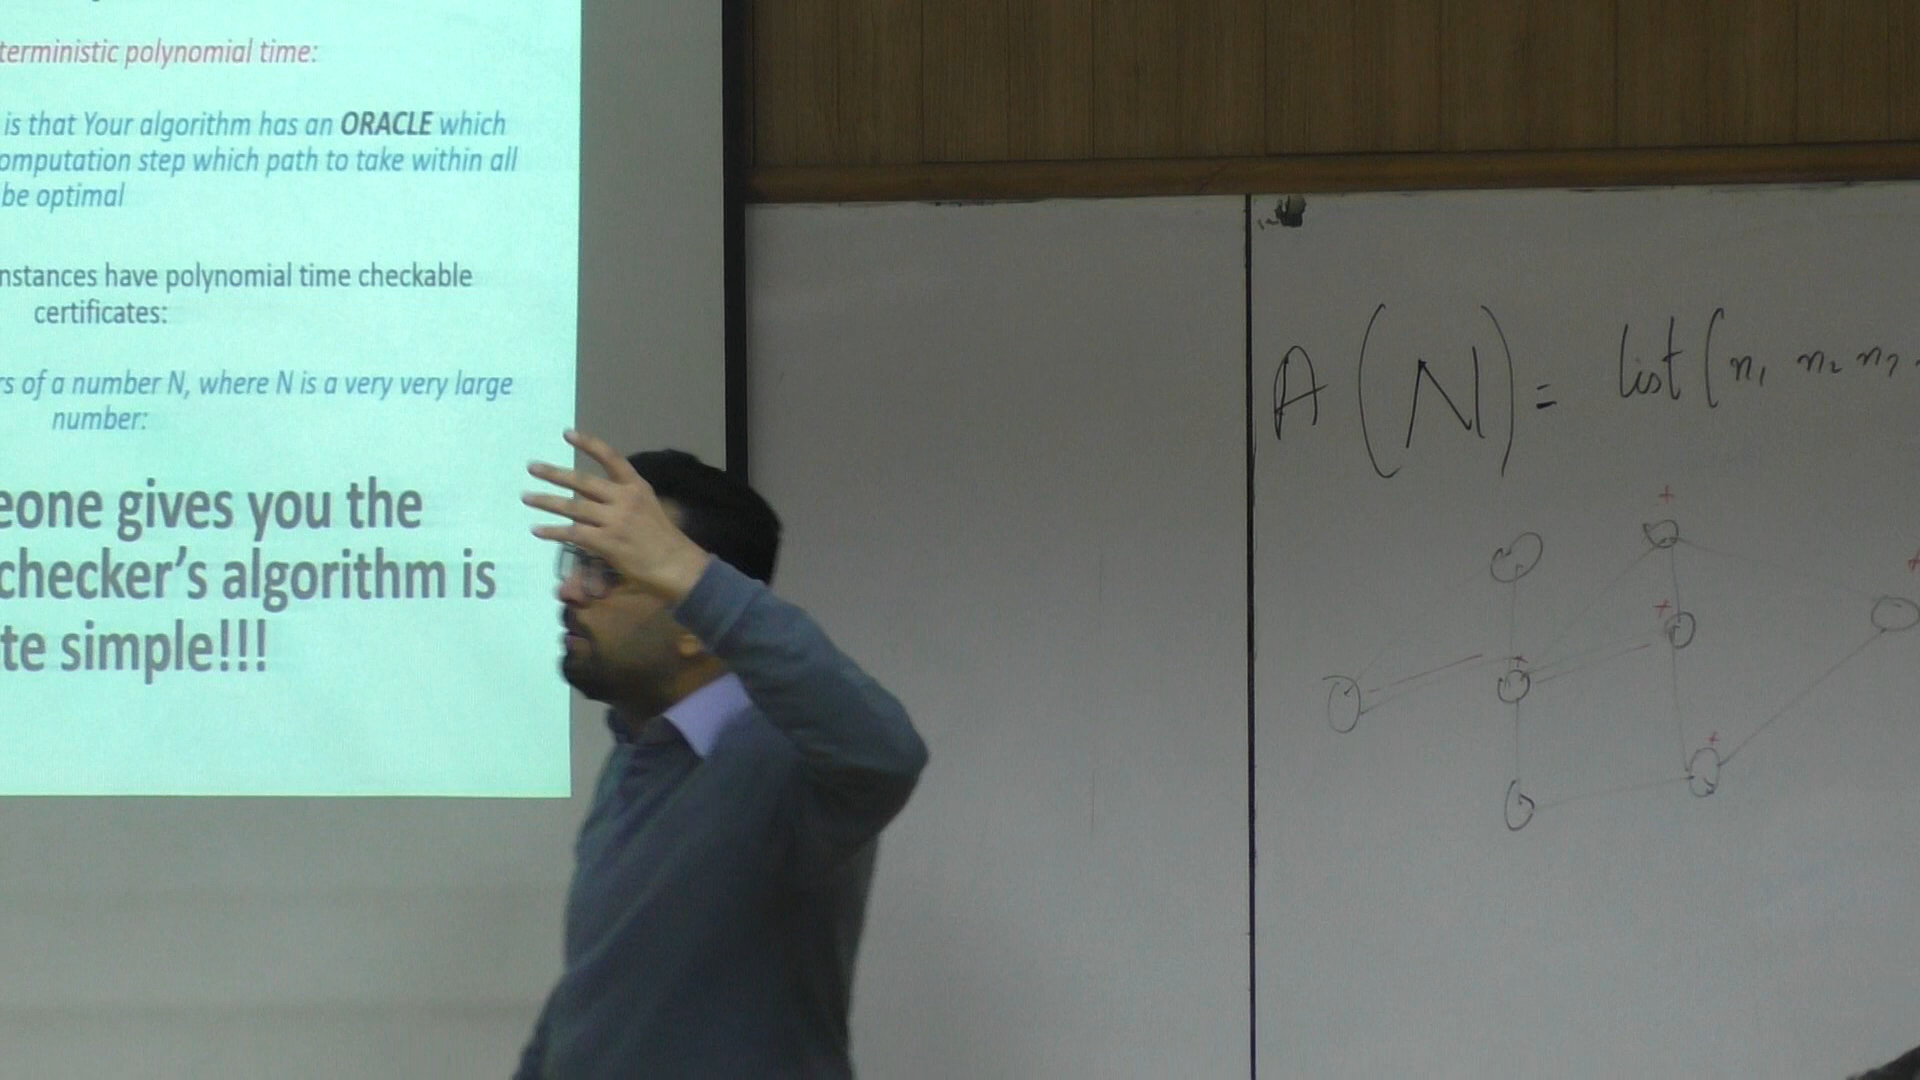 terministic polynomial time:
is that Your algorithm has an ORACLE which
omputation step which path to take within all
be optimal
nstances have polynomial time checkable
certificates:
rs of a number N, where N is a very very large
number:
eone gives you the
checker's algorithm is
te simple!!!
A (N) = list (n1 n2 n3